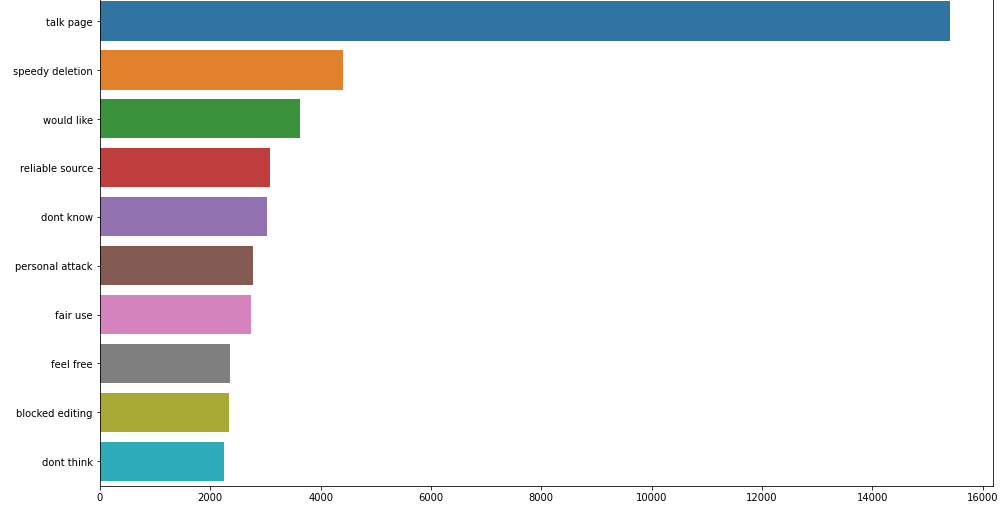 talk page
speedy deletion
would like
reliable source
dont know
personal attack
fair use
feel free
blocked editing
dont think
0 2000 4000 6000 8000 10000 12000 14000 16000